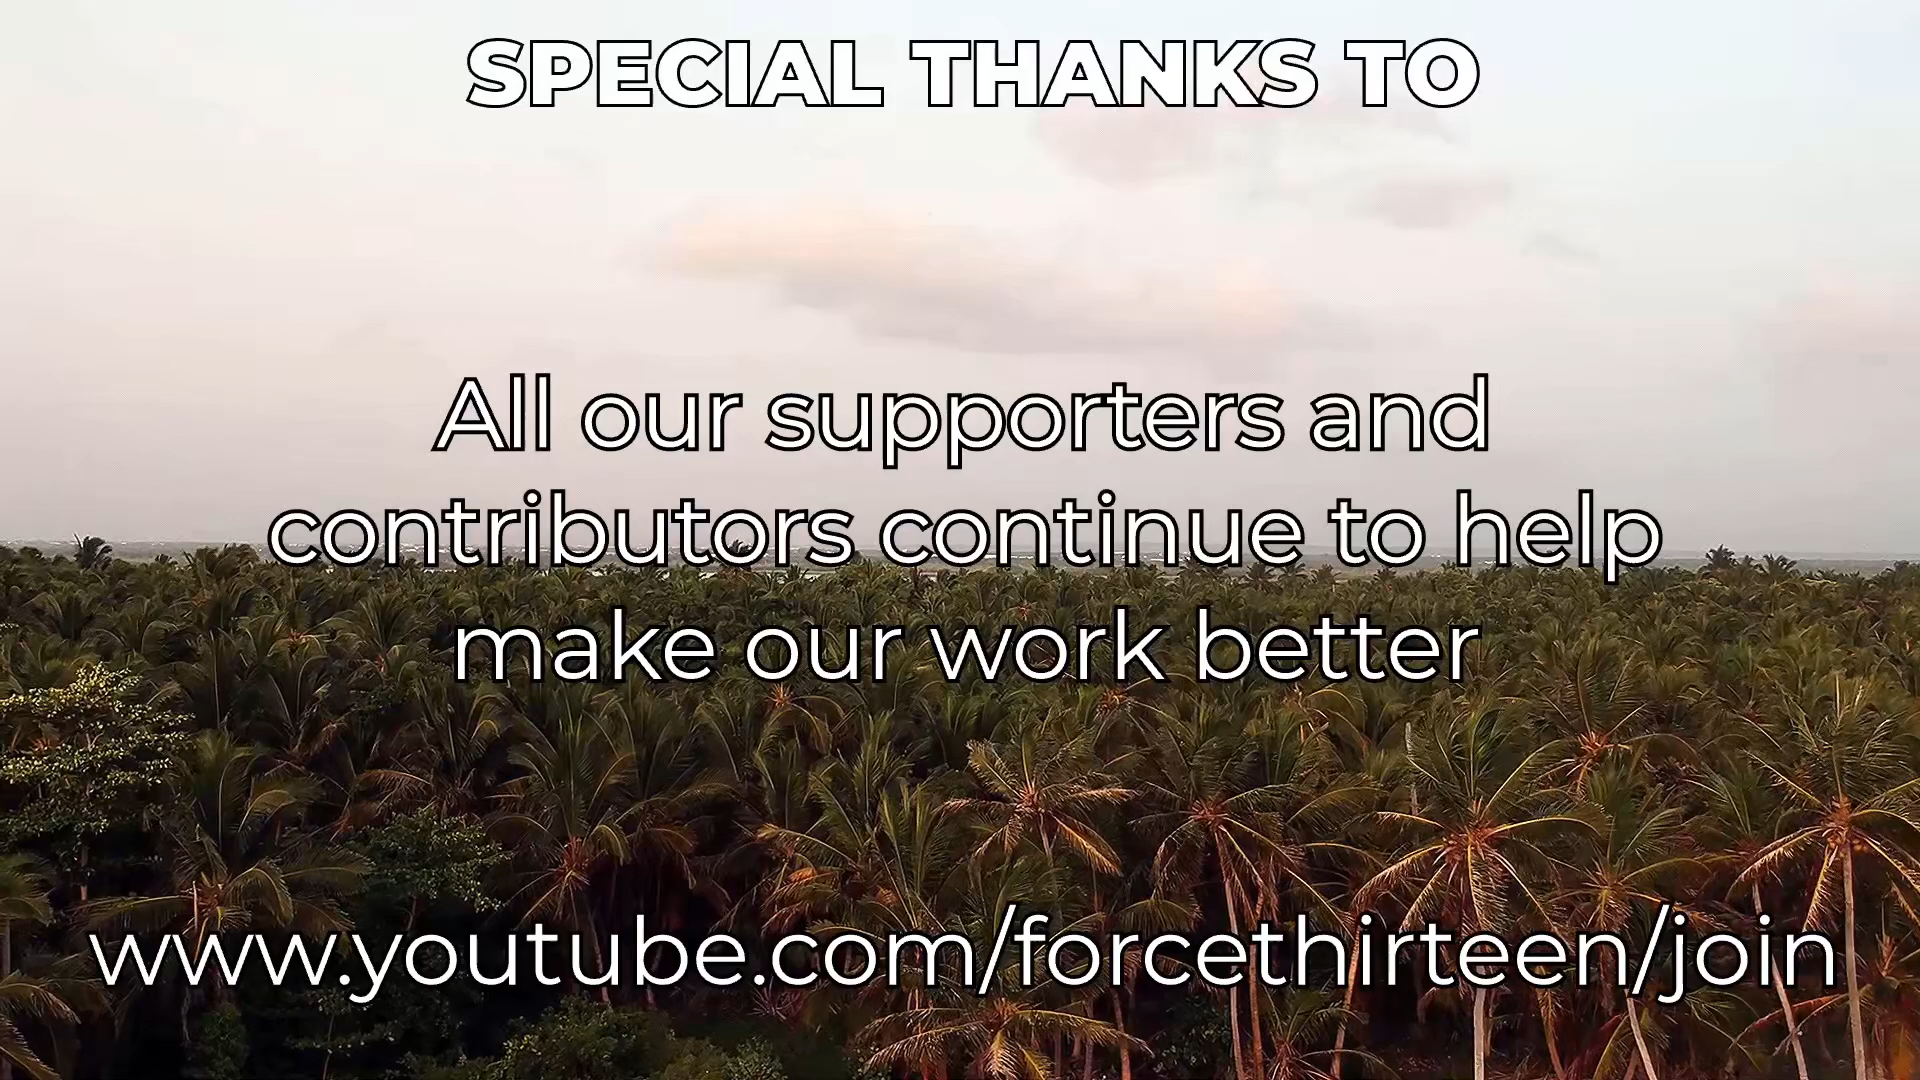 SPECIAL THANKS TO
All our supporters and
contributors continue to help
make our work better
www.youtube.com/forcethirteen/join